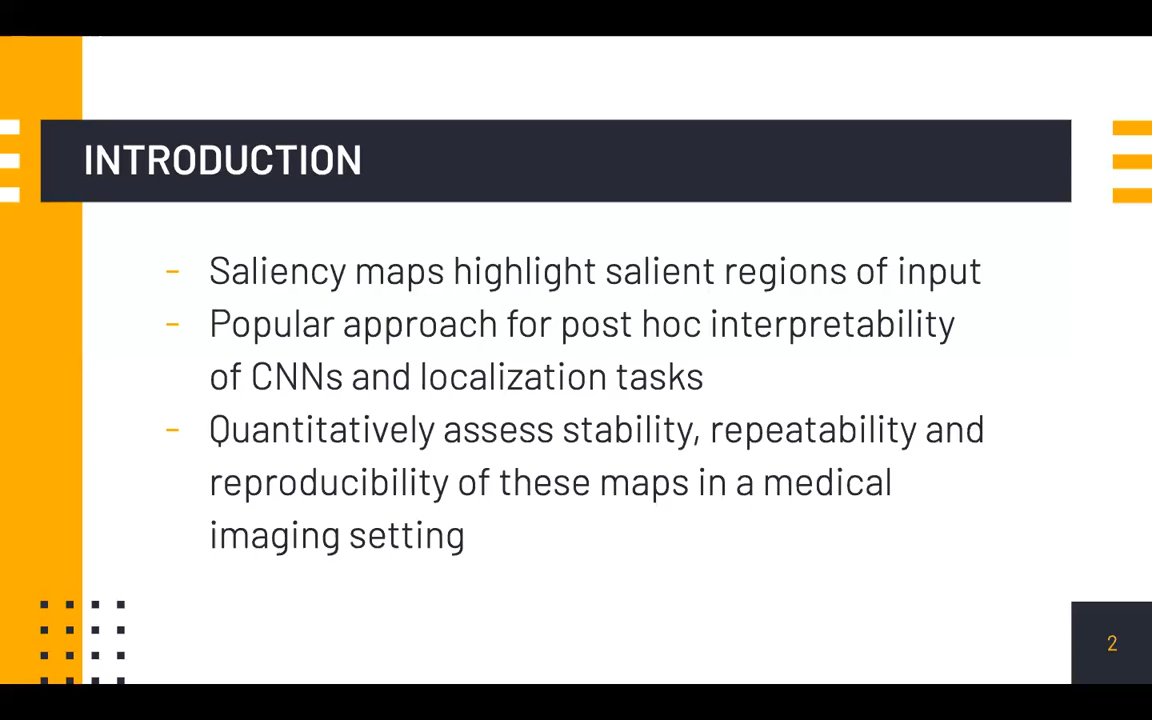 INTRODUCTION
- Saliency maps highlight salient regions of input
- Popular approach for post hoc interpretability
of CNNs and localization tasks
- Quantitatively assess stability, repeatability and
reproducibility of these maps in a medical
imaging setting
2